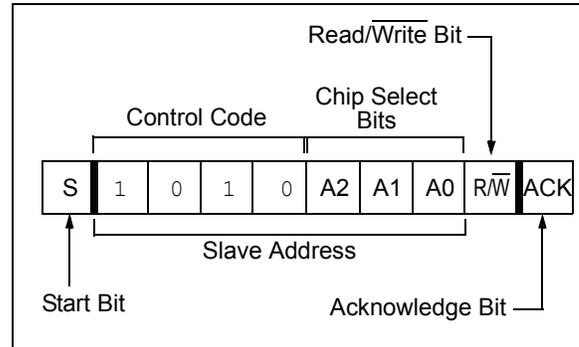 Read/Write Bit
Chip Select
Control Code
Bits
S 1 0 1 0 A2 A1 A0 R/W ACK
Slave Address
Start Bit
Acknowledge Bit